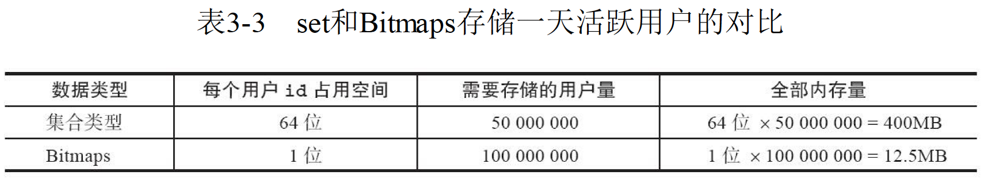 表3-3 set和Bitmaps存储一天活跃用户的对比
数据类型 每个用户 id 占用空间 需要存储的用户量 全部内存量
集合类型 64 位 50 000 000 64 位 × 50 000 000 = 400MB
Bitmaps 1 位 100 000 000 1 位 × 100 000 000 = 12.5MB